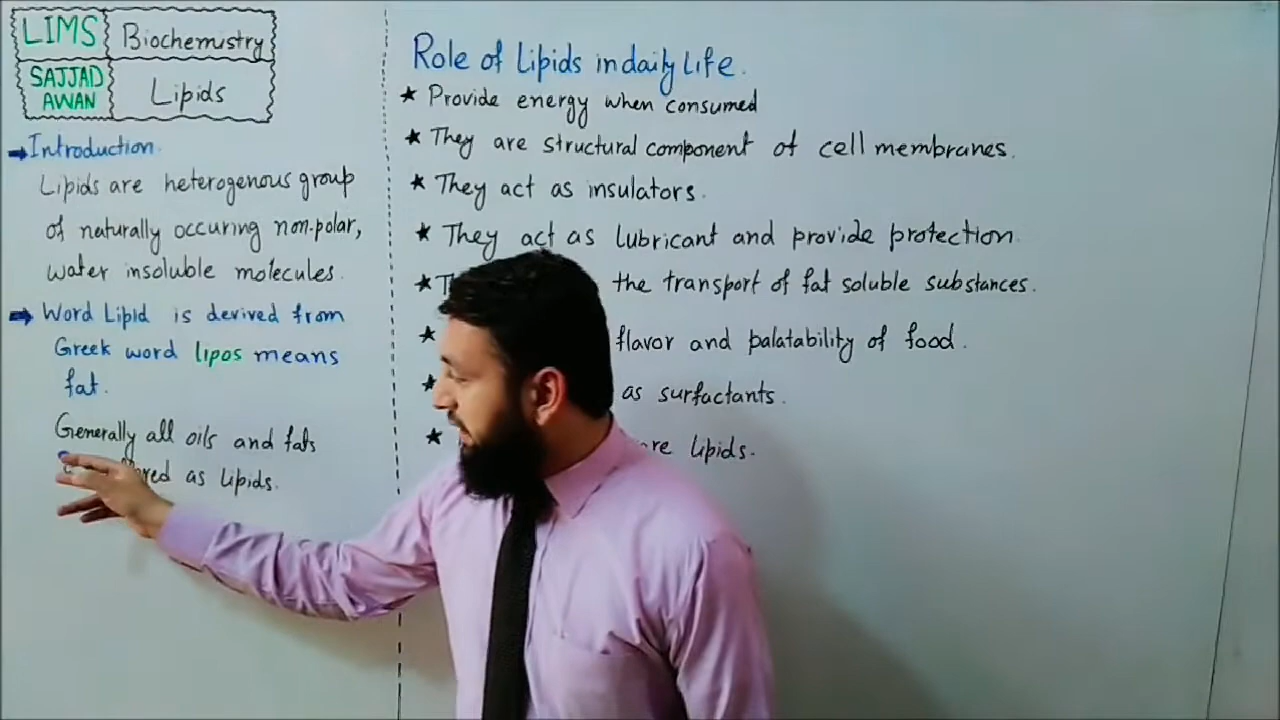 LIMS Biochemistry
SAJJAD
AWAN
Lipids
Introduction.
Lipids are heterogenous group
of naturally occuring non-polar,
water insoluble molecules.
Word Lipid is derived from
Greek word lipos means
fat.
Generally all oils and fats
as lipids.
Role of Lipids in daily life.
★ Provide energy when consumed
★ They are structural component of cell membranes.
★ They act as insulators.
★ They act as lubricant and provide protection.
★ the transport of fat soluble substances.
★ flavor and palatability of food.
★ as surfactants.
★ lipids.